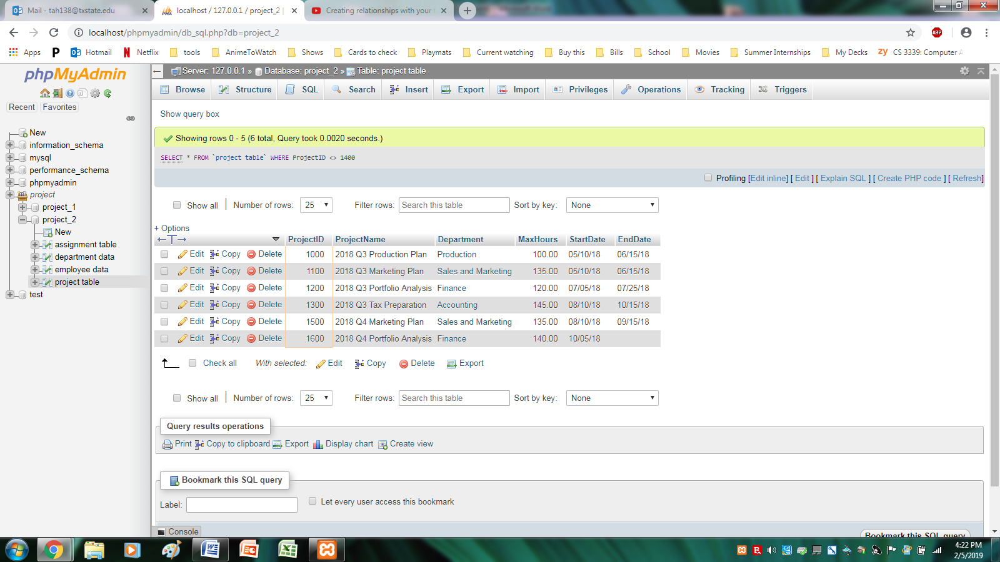 Mail - tah138@txstate.edu
localhost / 127.0.0.1 / project_2 |
Creating relationships with your
localhost/phpmyadmin/db_sql.php?db=project_2
ABP
Apps
Hotmail
Netflix
tools
AnimeToWatch
Shows
Cards to check
Playmats
Current watching
Buy this
Bills
School
Movies
Summer Internships
My Decks
zy CS 3339: Computer A
phpMyAdmin
Recent
Favorites
New
information_schema
mysql
performance_schema
phpmyadmin
project
project_1
project_2
New
assignment table
department data
employee data
project table
test
Server: 127.0.0.1 » Database: project_2 » Table: project table
Browse
Structure
SQL
Search
Insert
Export
Import
Privileges
Operations
Tracking
Triggers
Show query box
Showing rows 0 - 5 (6 total, Query took 0.0020 seconds.)
SELECT * FROM `project table` WHERE ProjectID <> 1400
Profiling [Edit inline] [ Edit ] [ Explain SQL ] [ Create PHP code ] [ Refresh]
Show all | Number of rows: 25 Filter rows: Search this table Sort by key: None
+ Options
ProjectID ProjectName Department MaxHours StartDate EndDate
Edit Copy Delete 1000 2018 Q3 Production Plan Production 100.00 05/10/18 06/15/18
Edit Copy Delete 1100 2018 Q3 Marketing Plan Sales and Marketing 135.00 05/10/18 06/15/18
Edit Copy Delete 1200 2018 Q3 Portfolio Analysis Finance 120.00 07/05/18 07/25/18
Edit Copy Delete 1300 2018 Q3 Tax Preparation Accounting 145.00 08/10/18 10/15/18
Edit Copy Delete 1500 2018 Q4 Marketing Plan Sales and Marketing 135.00 08/10/18 09/15/18
Edit Copy Delete 1600 2018 Q4 Portfolio Analysis Finance 140.00 10/05/18
Check all With selected: Edit Copy Delete Export
Show all | Number of rows: 25 Filter rows: Search this table Sort by key: None
Query results operations
Print Copy to clipboard Export Display chart Create view
Bookmark this SQL query
Label:
Let every user access this bookmark
Console
Bookmark this SQL query
4:22 PM
2/5/2019